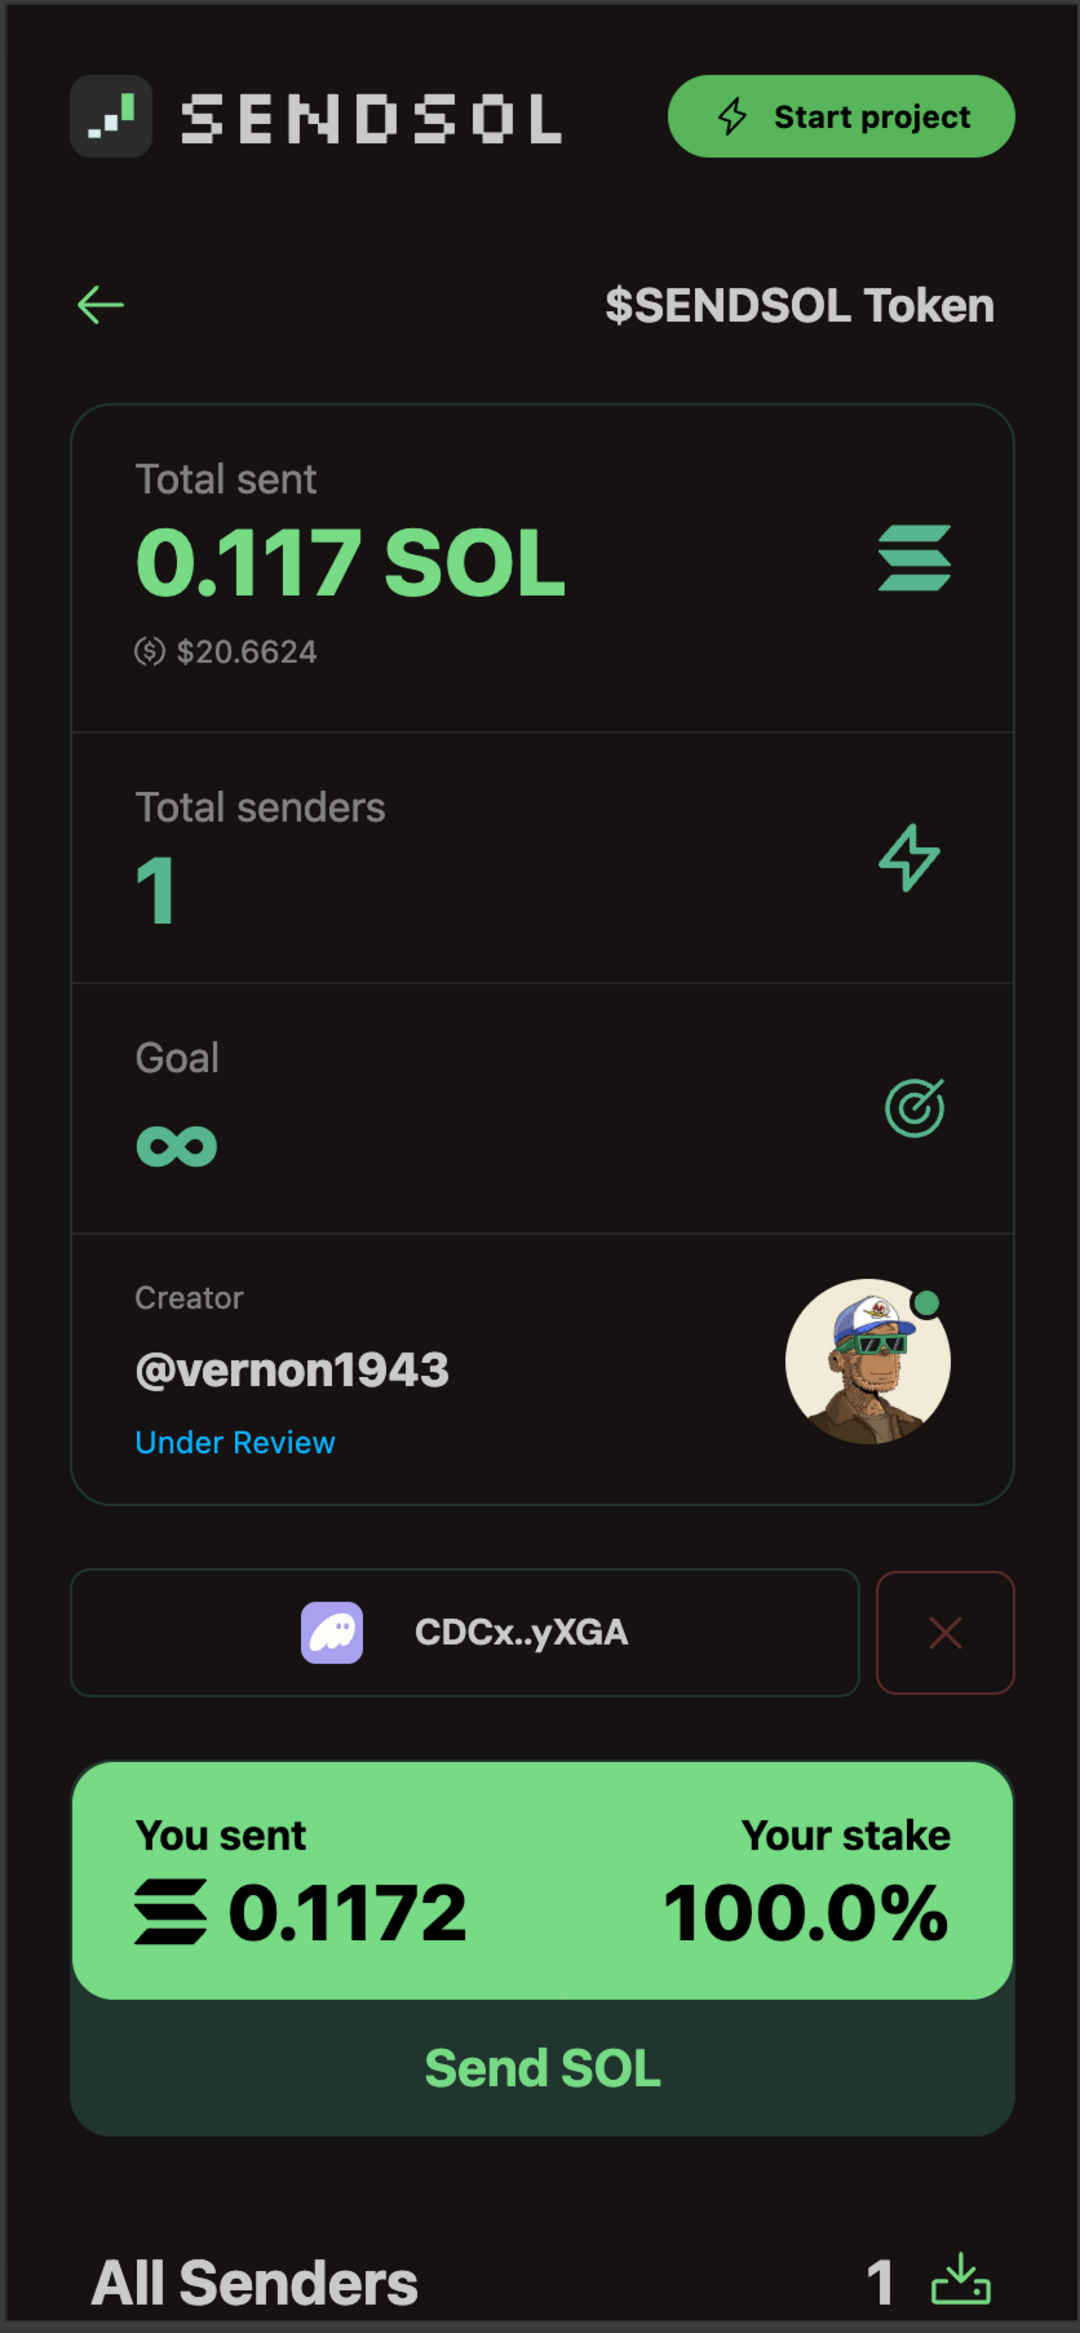 SENDSOL
Start project
$SENDSOL Token
Total sent
0.117 SOL
$20.6624
Total senders
1
Goal
∞
Creator
@vernon1943
Under Review
CDCx..yXGA
You sent
Your stake
0.1172
100.0%
Send SOL
All Senders
1